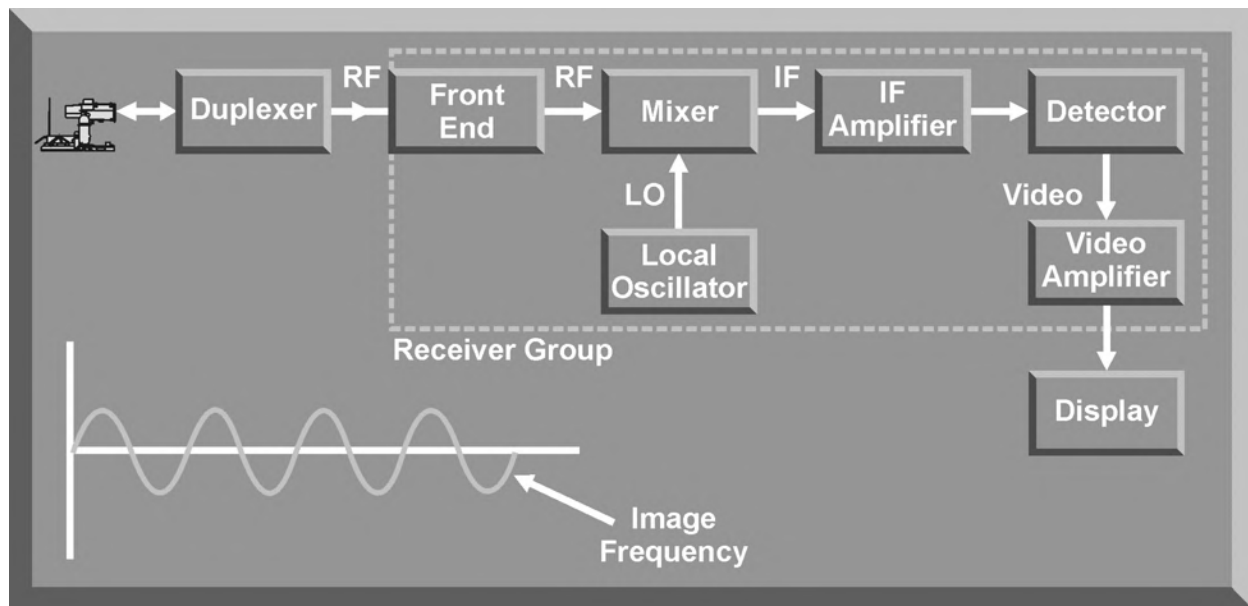 RF
RF
IF
Duplexer
Front
End
Mixer
IF
Amplifier
Detector
LO
Video
Local
Oscillator
Video
Amplifier
Receiver Group
Display
Image
Frequency